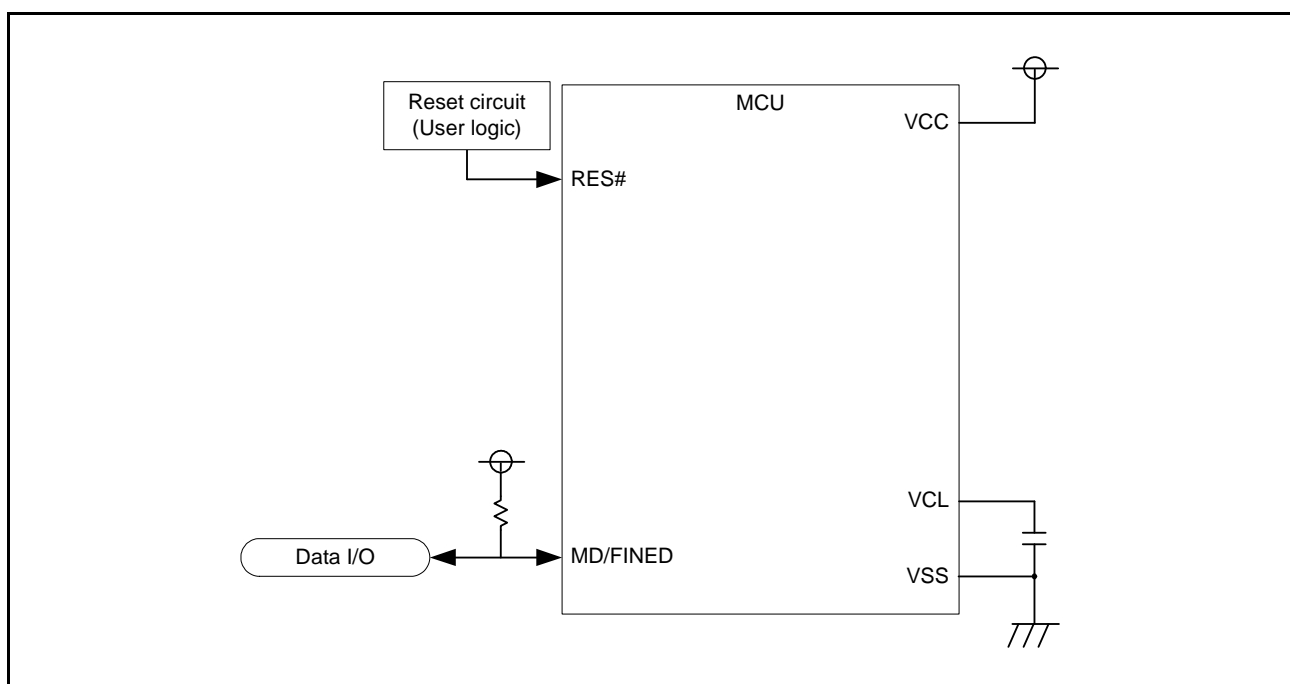 MCU
Reset circuit
(User logic)
VCC
RES#
VCL
Data I/O
MD/FINED
VSS